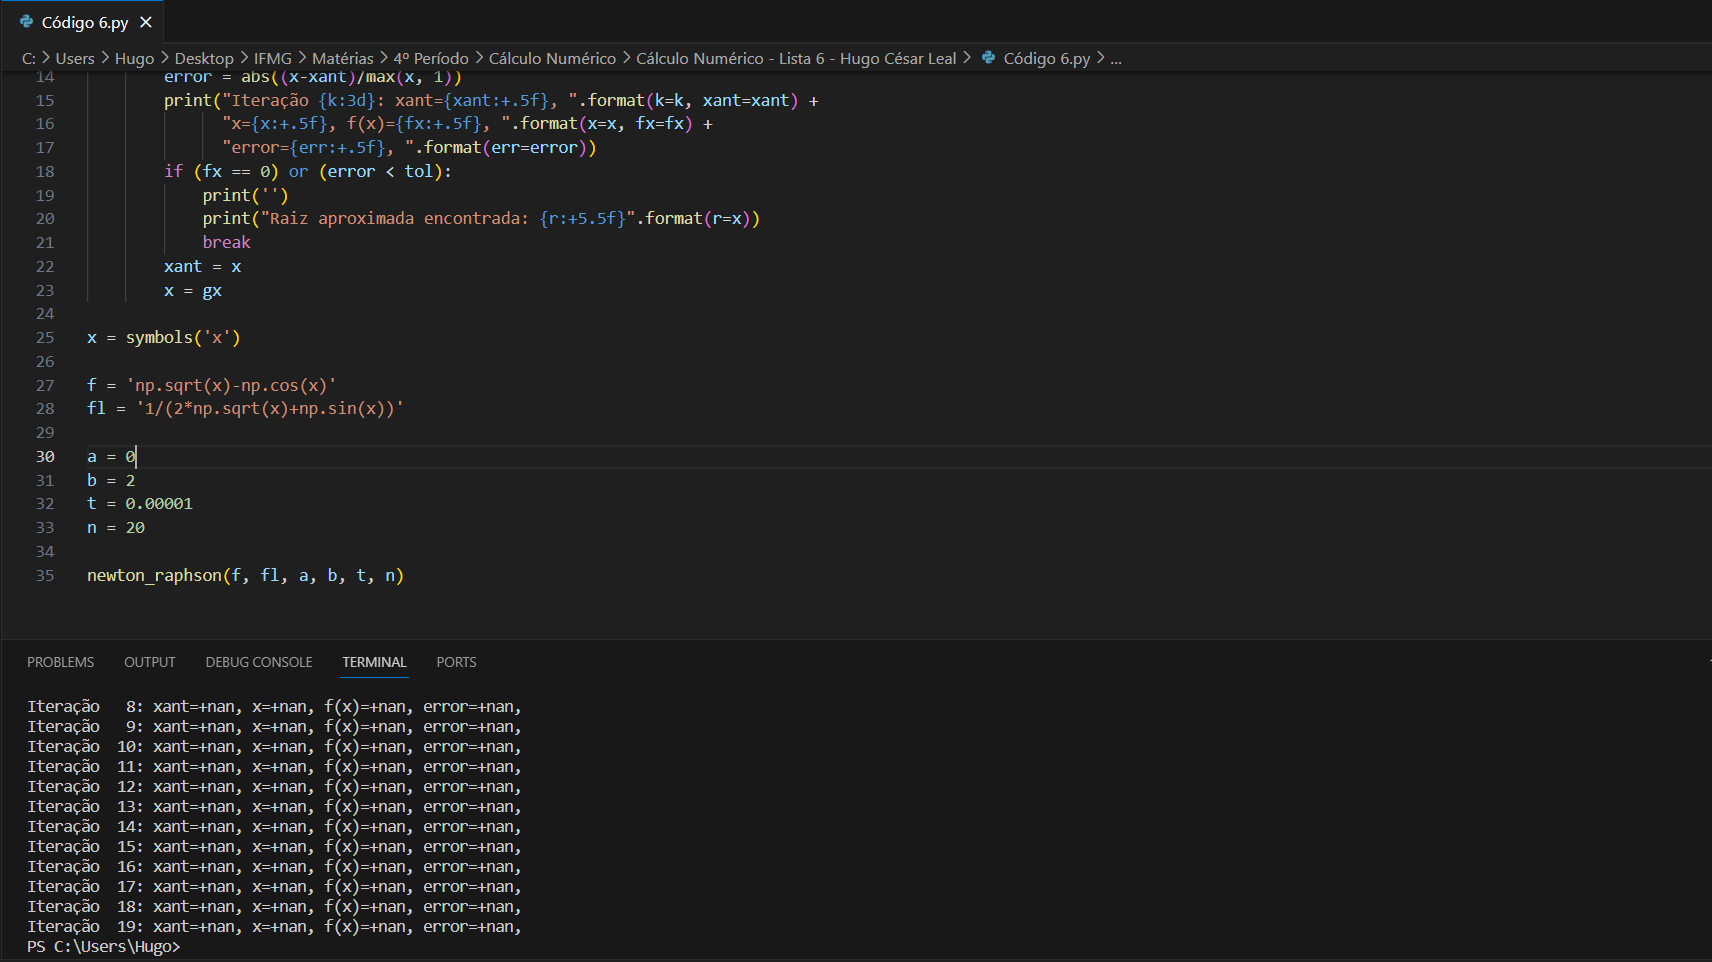 Código 6.py
C: > Users > Hugo > Desktop > IFMG > Matérias > 4º Período > Cálculo Numérico > Cálculo Numérico - Lista 6 - Hugo César Leal > Código 6.py > ...
14 error = abs((x-xant)/max(x, 1))
15 print("Iteração {k:3d}: xant={xant:+.5f}, ".format(k=k, xant=xant) +
16 "x={x:+.5f}, f(x)={fx:+.5f}, ".format(x=x, fx=fx) +
17 "error={err:+.5f}, ".format(err=error))
18 if (fx == 0) or (error < tol):
19 print('')
20 print("Raiz aproximada encontrada: {r:+5.5f}".format(r=x))
21 break
22 xant = x
23 x = gx
24
25 x = symbols('x')
26
27 f = 'np.sqrt(x)-np.cos(x)'
28 fl = '1/(2*np.sqrt(x)+np.sin(x))'
29
30 a = 0
31 b = 2
32 t = 0.00001
33 n = 20
34
35 newton_raphson(f, fl, a, b, t, n)
PROBLEMS OUTPUT DEBUG CONSOLE TERMINAL PORTS
Iteração   8: xant=+nan, x=+nan, f(x)=+nan, error=+nan,
Iteração   9: xant=+nan, x=+nan, f(x)=+nan, error=+nan,
Iteração  10: xant=+nan, x=+nan, f(x)=+nan, error=+nan,
Iteração  11: xant=+nan, x=+nan, f(x)=+nan, error=+nan,
Iteração  12: xant=+nan, x=+nan, f(x)=+nan, error=+nan,
Iteração  13: xant=+nan, x=+nan, f(x)=+nan, error=+nan,
Iteração  14: xant=+nan, x=+nan, f(x)=+nan, error=+nan,
Iteração  15: xant=+nan, x=+nan, f(x)=+nan, error=+nan,
Iteração  16: xant=+nan, x=+nan, f(x)=+nan, error=+nan,
Iteração  17: xant=+nan, x=+nan, f(x)=+nan, error=+nan,
Iteração  18: xant=+nan, x=+nan, f(x)=+nan, error=+nan,
Iteração  19: xant=+nan, x=+nan, f(x)=+nan, error=+nan,
PS C:\Users\Hugo>